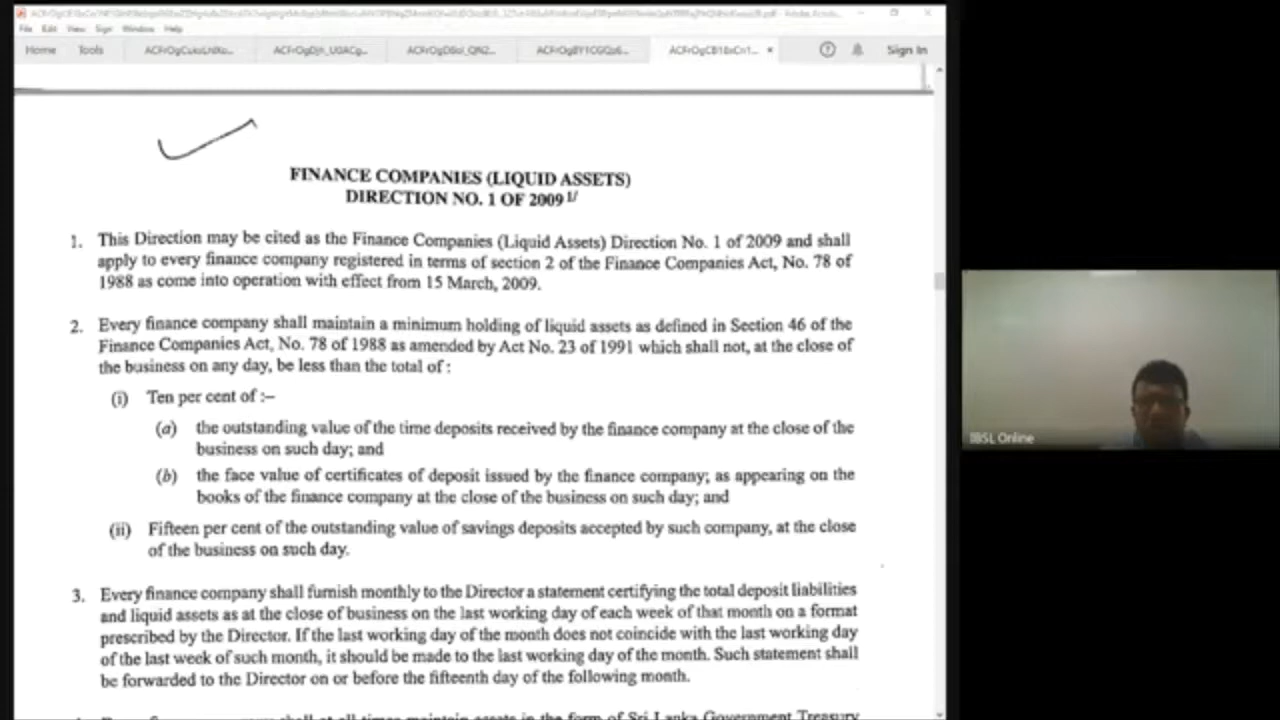 File Edit View Sign Window Help
Home Tools Sign In
FINANCE COMPANIES (LIQUID ASSETS)
DIRECTION NO. 1 OF 2009 1/
1. This Direction may be cited as the Finance Companies (Liquid Assets) Direction No. 1 of 2009 and shall
apply to every finance company registered in terms of section 2 of the Finance Companies Act, No. 78 of
1988 as come into operation with effect from 15 March, 2009.
2. Every finance company shall maintain a minimum holding of liquid assets as defined in Section 46 of the
Finance Companies Act, No. 78 of 1988 as amended by Act No. 23 of 1991 which shall not, at the close of
the business on any day, be less than the total of :
(i) Ten per cent of :–
(a) the outstanding value of the time deposits received by the finance company at the close of the
business on such day; and
(b) the face value of certificates of deposit issued by the finance company; as appearing on the
books of the finance company at the close of the business on such day; and
(ii) Fifteen per cent of the outstanding value of savings deposits accepted by such company, at the close
of the business on such day.
3. Every finance company shall furnish monthly to the Director a statement certifying the total deposit liabilities
and liquid assets as at the close of business on the last working day of each week of that month on a format
prescribed by the Director. If the last working day of the month does not coincide with the last working day
of the last week of such month, it should be made to the last working day of the month. Such statement shall
be forwarded to the Director on or before the fifteenth day of the following month.
in the form of Sri Lanka Government Treasury
IBSL Online